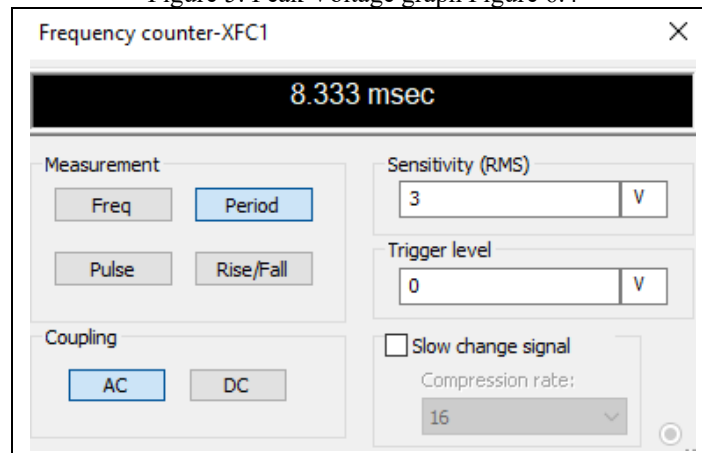 Figure 5: Peak Voltage graph Figure 6.4
Frequency counter-XFC1
8.333 msec
Measurement
Freq Period
Pulse Rise/Fall
Coupling
AC DC
Sensitivity (RMS)
3 V
Trigger level
0 V
Slow change signal
Compression rate:
16